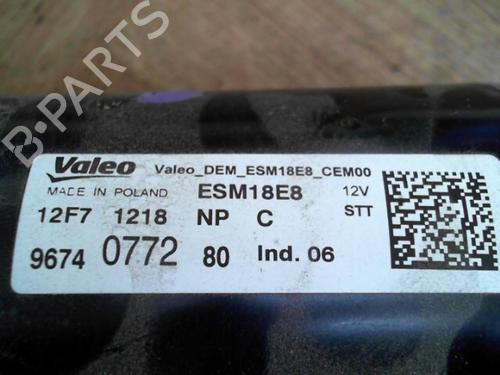 B-PARTS
Valeo Valeo_DEM_ESM18E8_CEM00
MADE IN POLAND ESM18E8 12V
12F7 1218 NP C STT
9674 0772 80 Ind. 06